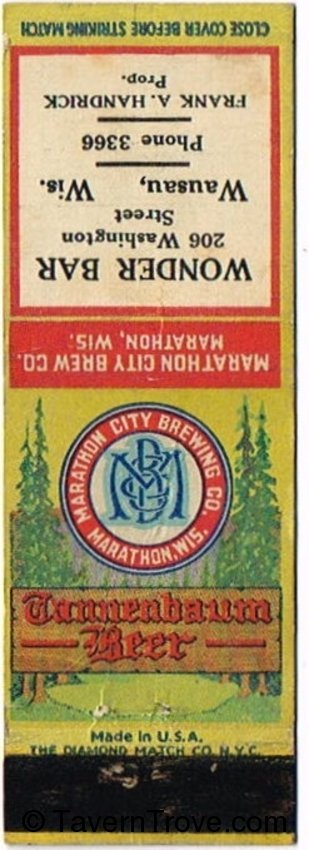 CLOSE COVER BEFORE STRIKING MATCH
WONDER BAR
206 Washington
Street
Wausau, Wis.
Phone 3366
FRANK A. HANDRICK
Prop.
MARATHON CITY BREW CO.
MARATHON, WIS.
MARATHON CITY BREWING CO.
MBC
MARATHON, WIS.
Tannenbaum
Beer
Made in U.S.A.
THE DIAMOND MATCH CO. N.Y.C.
© TavernTrove.com